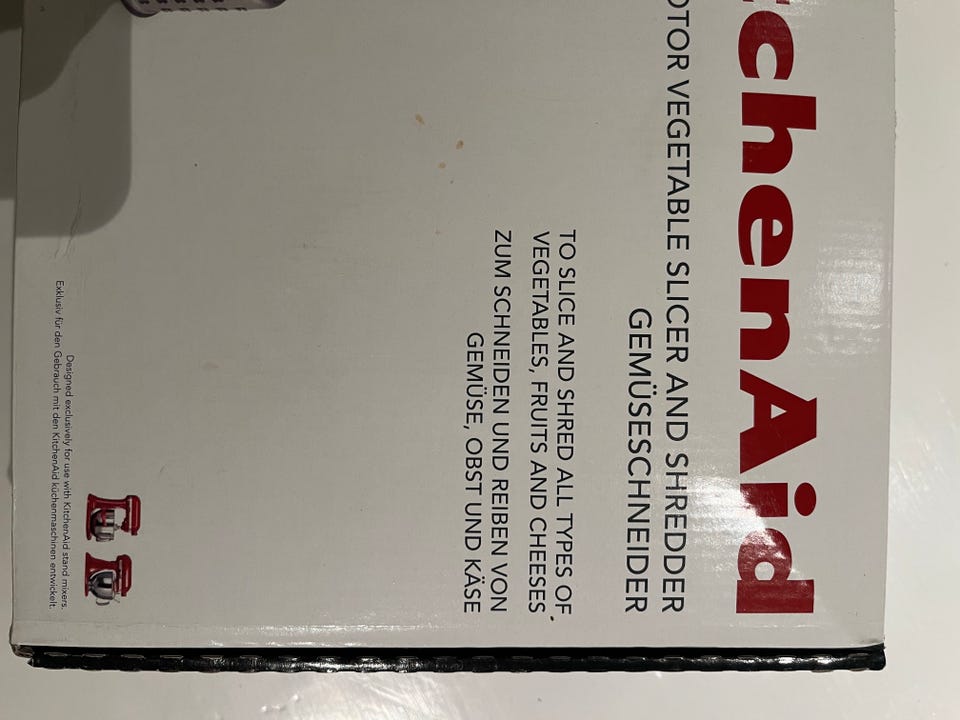 chenAid
OTOR VEGETABLE SLICER AND SHREDDER
GEMÜSESCHNEIDER
TO SLICE AND SHRED ALL TYPES OF
VEGETABLES, FRUITS AND CHEESES
ZUM SCHNEIDEN UND REIBEN VON
GEMÜSE, OBST UND KÄSE
Designed exclusively for use with KitchenAid stand mixers.
Exklusiv für den Gebrauch mit den KitchenAid küchenmaschinen entwickelt.